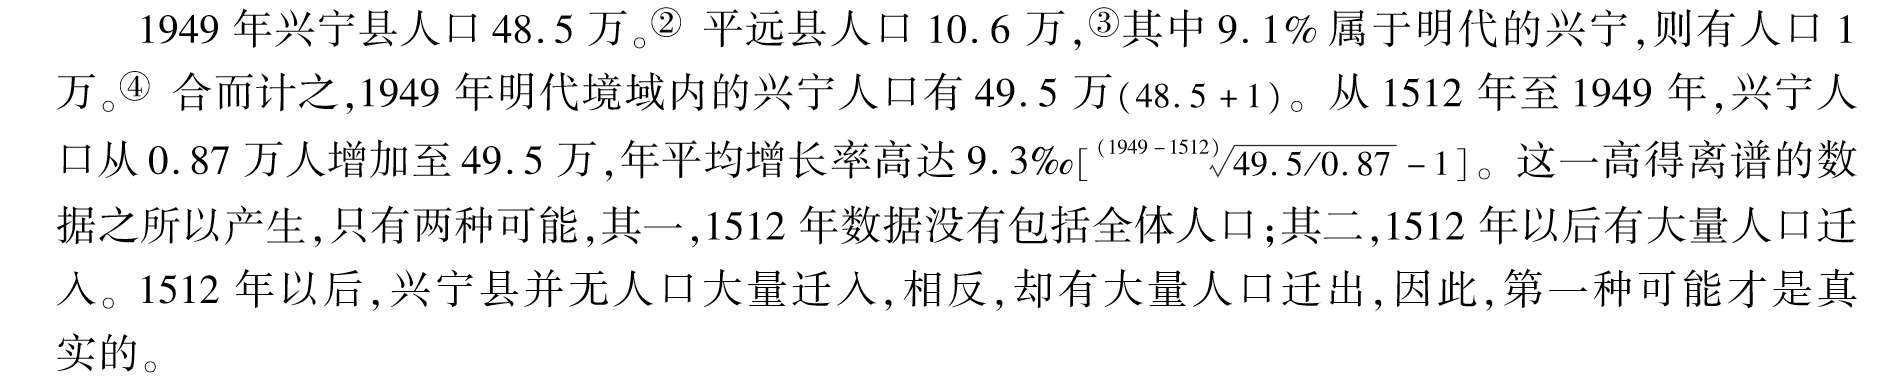 1949 年兴宁县人口 48.5 万。② 平远县人口 10.6 万,③其中 9.1% 属于明代的兴宁,则有人口 1
万。④ 合而计之,1949 年明代境域内的兴宁人口有 49.5 万(48.5 + 1)。从 1512 年至 1949 年,兴宁人
口从 0.87 万人增加至 49.5 万,年平均增长率高达 9.3‰[ (1949 - 1512)√49.5/0.87 - 1]。这一高得离谱的数
据之所以产生,只有两种可能,其一,1512 年数据没有包括全体人口;其二,1512 年以后有大量人口迁
入。1512 年以后,兴宁县并无人口大量迁入,相反,却有大量人口迁出,因此,第一种可能才是真
实的。